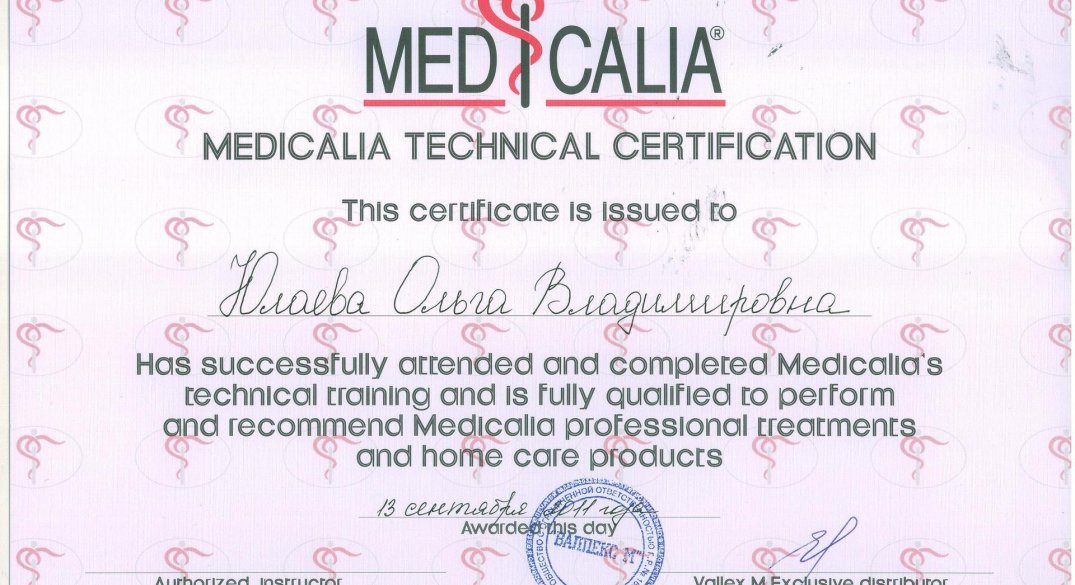 MEDICALIA®
MEDICALIA TECHNICAL CERTIFICATION
This certificate is issued to
Юлаева Ольга Владимировна
Has successfully attended and completed Medicalia's
technical training and is fully qualified to perform
and recommend Medicalia professional treatments
and home care products
13 сентября 2011 года
Awarded this day
ВАЛЛЕКС М
Authorized instructor
Vallex M Exclusive distributor